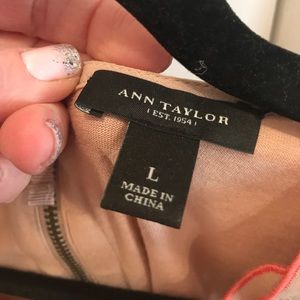 ANN TAYLOR
| EST. 1954 |
L
MADE IN
CHINA